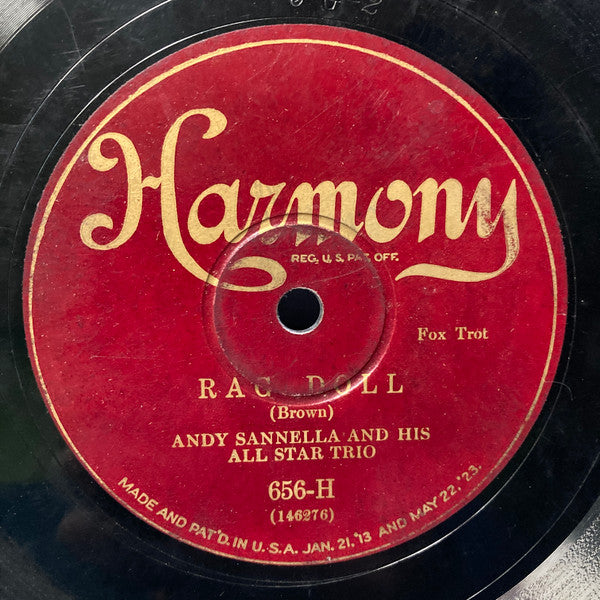 Harmony
REG. U.S. PAT. OFF.
Fox Trot
RAG DOLL
(Brown)
ANDY SANNELLA AND HIS
ALL STAR TRIO
656-H
(146276)
MADE AND PAT'D. IN U.S.A. JAN. 21, '13 AND MAY 22, '23.